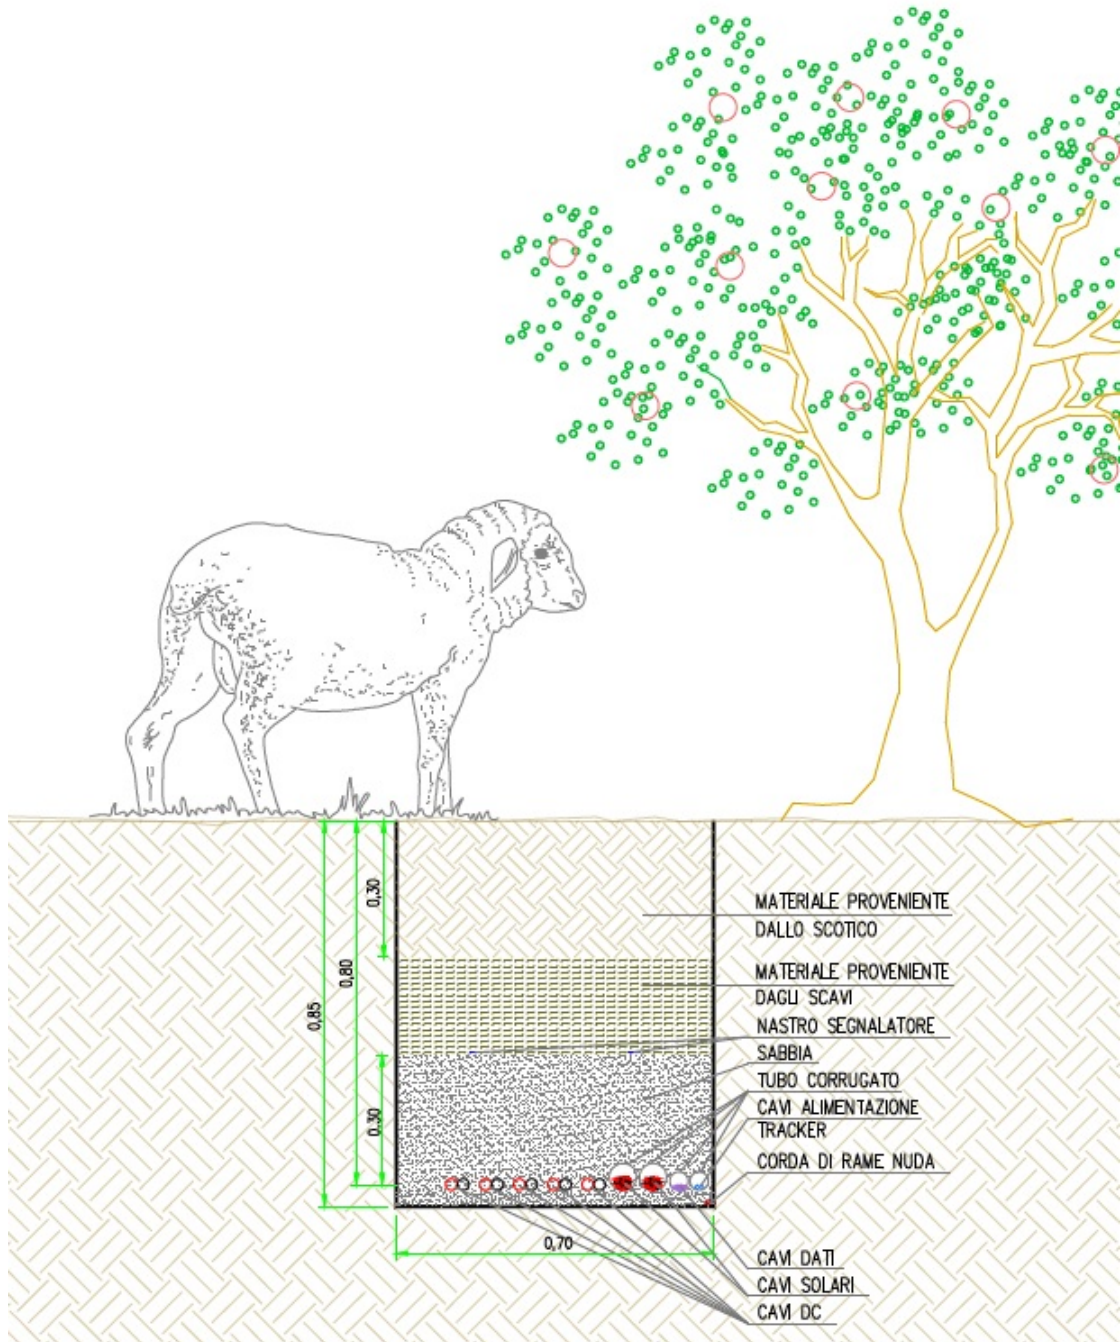 0,30
0,80
0,85
MATERIALE PROVENIENTE
DALLO SCOTICO
MATERIALE PROVENIENTE
DAGLI SCAVI
NASTRO SEGNALATORE
SABBIA
TUBO CORRUGATO
0.30
CAVI ALIMENTAZIONE
TRACKER
CORDA DI RAME NUDA
0,70
CAVI DATI
CAVI SOLARI
CAVI DC